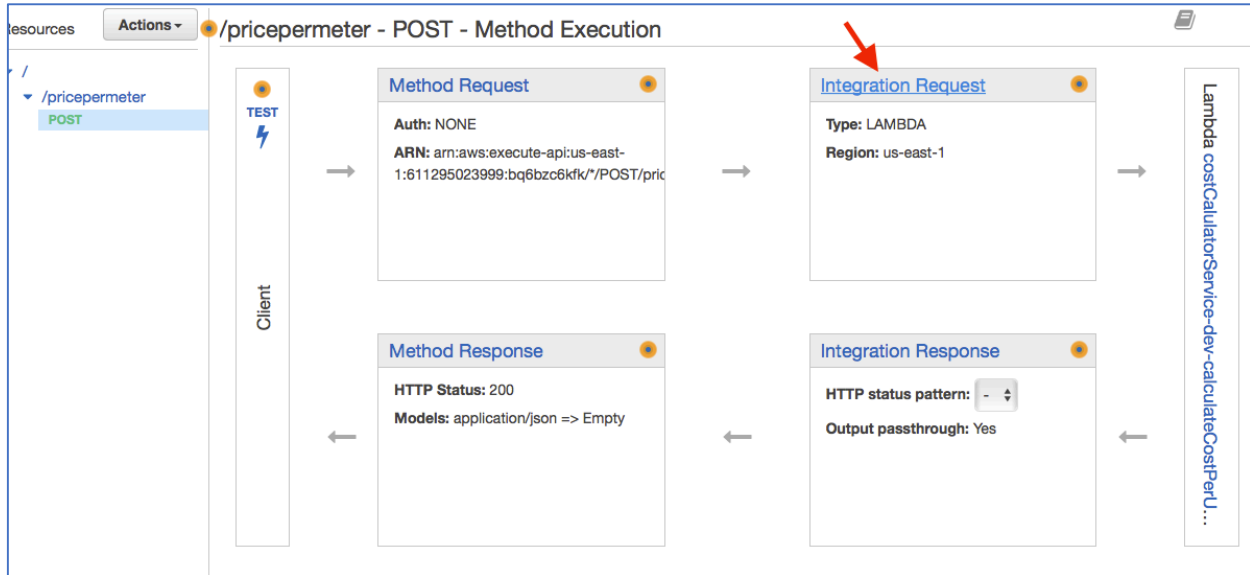 esources
Actions
/pricepermeter - POST - Method Execution
/
/pricepermeter
POST
TEST
Client
Method Request
Auth: NONE
ARN: arn:aws:execute-api:us-east-
1:611295023999:bq6bzc6kfk/*/POST/pric
Integration Request
Type: LAMBDA
Region: us-east-1
Lambda costCalulatorService-dev-calculateCostPerU...
Method Response
HTTP Status: 200
Models: application/json => Empty
Integration Response
HTTP status pattern: -
Output passthrough: Yes